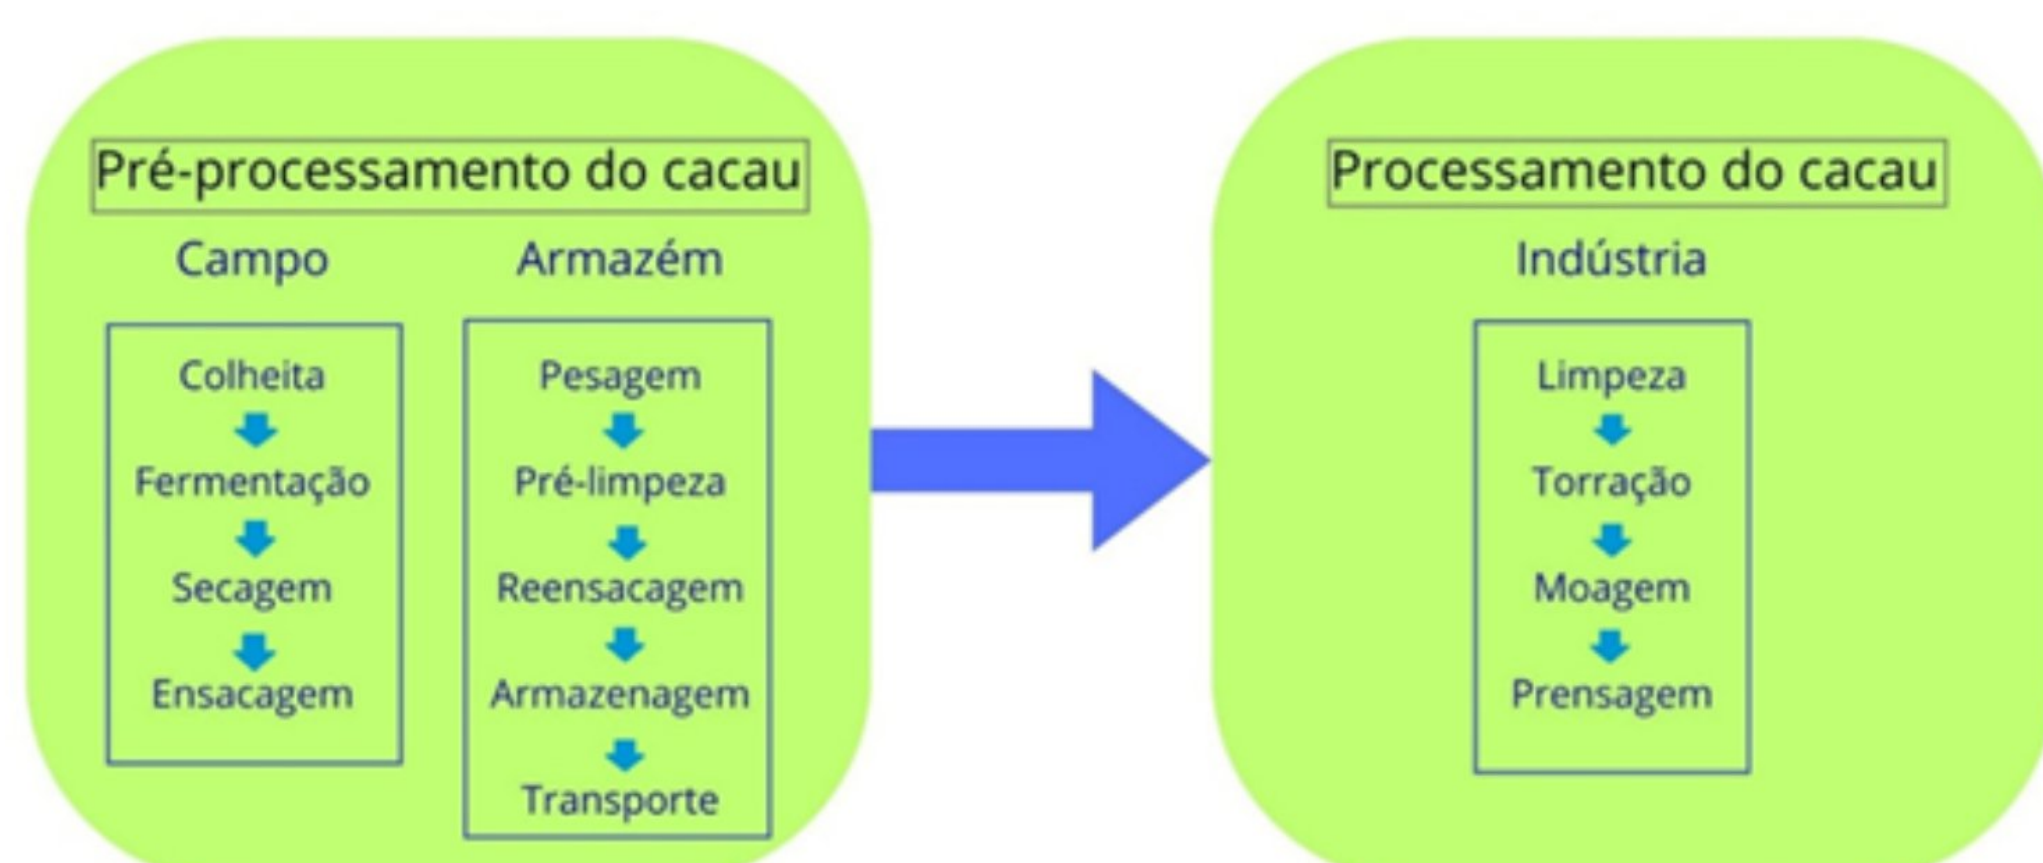 Pré-processamento do cacau
Campo
Colheita
Fermentação
Secagem
Ensacagem
Armazém
Pesagem
Pré-limpeza
Reensacagem
Armazenagem
Transporte
Processamento do cacau
Indústria
Limpeza
Torração
Moagem
Prensagem